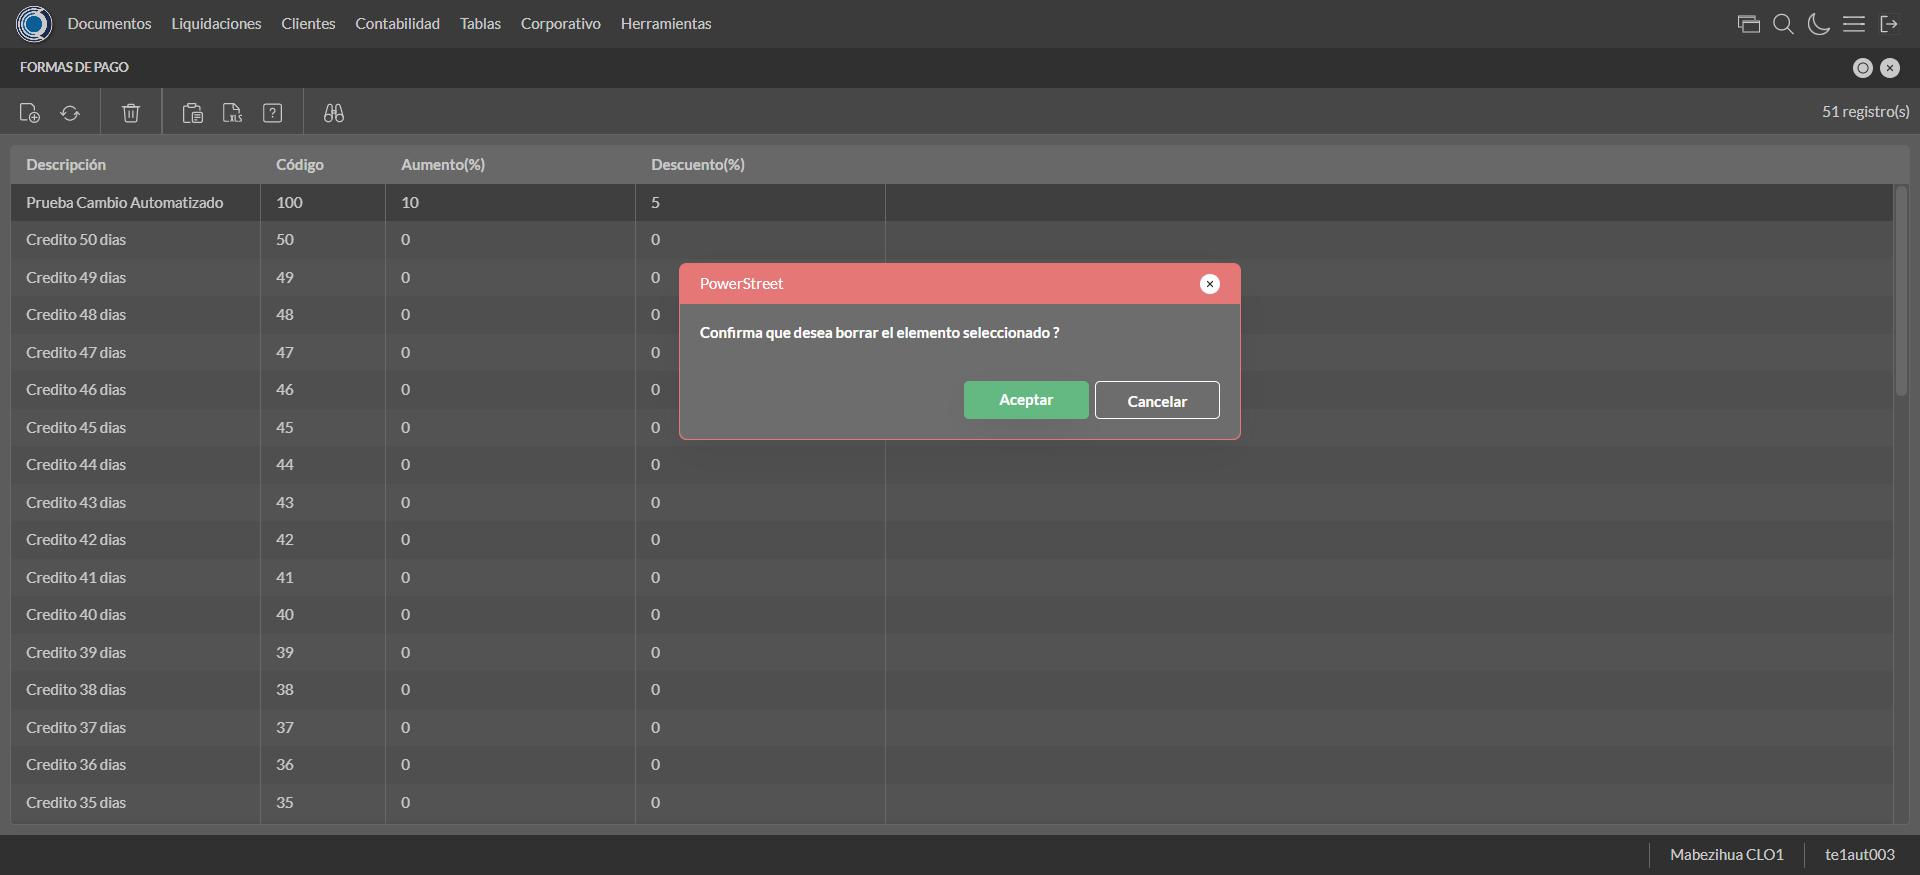 Documentos Liquidaciones Clientes Contabilidad Tablas Corporativo Herramientas
FORMAS DE PAGO
XLS ? 51 registro(s)
Descripción Código Aumento(%) Descuento(%)
Prueba Cambio Automatizado 100 10 5
Credito 50 dias 50 0 0
Credito 49 dias 49 0 0
Credito 48 dias 48 0 0
Credito 47 dias 47 0 0
Credito 46 dias 46 0 0
Credito 45 dias 45 0 0
Credito 44 dias 44 0 0
Credito 43 dias 43 0 0
Credito 42 dias 42 0 0
Credito 41 dias 41 0 0
Credito 40 dias 40 0 0
Credito 39 dias 39 0 0
Credito 38 dias 38 0 0
Credito 37 dias 37 0 0
Credito 36 dias 36 0 0
Credito 35 dias 35 0 0
PowerStreet
Confirma que desea borrar el elemento seleccionado ?
Aceptar Cancelar
Mabezihua CLO1 te1aut003